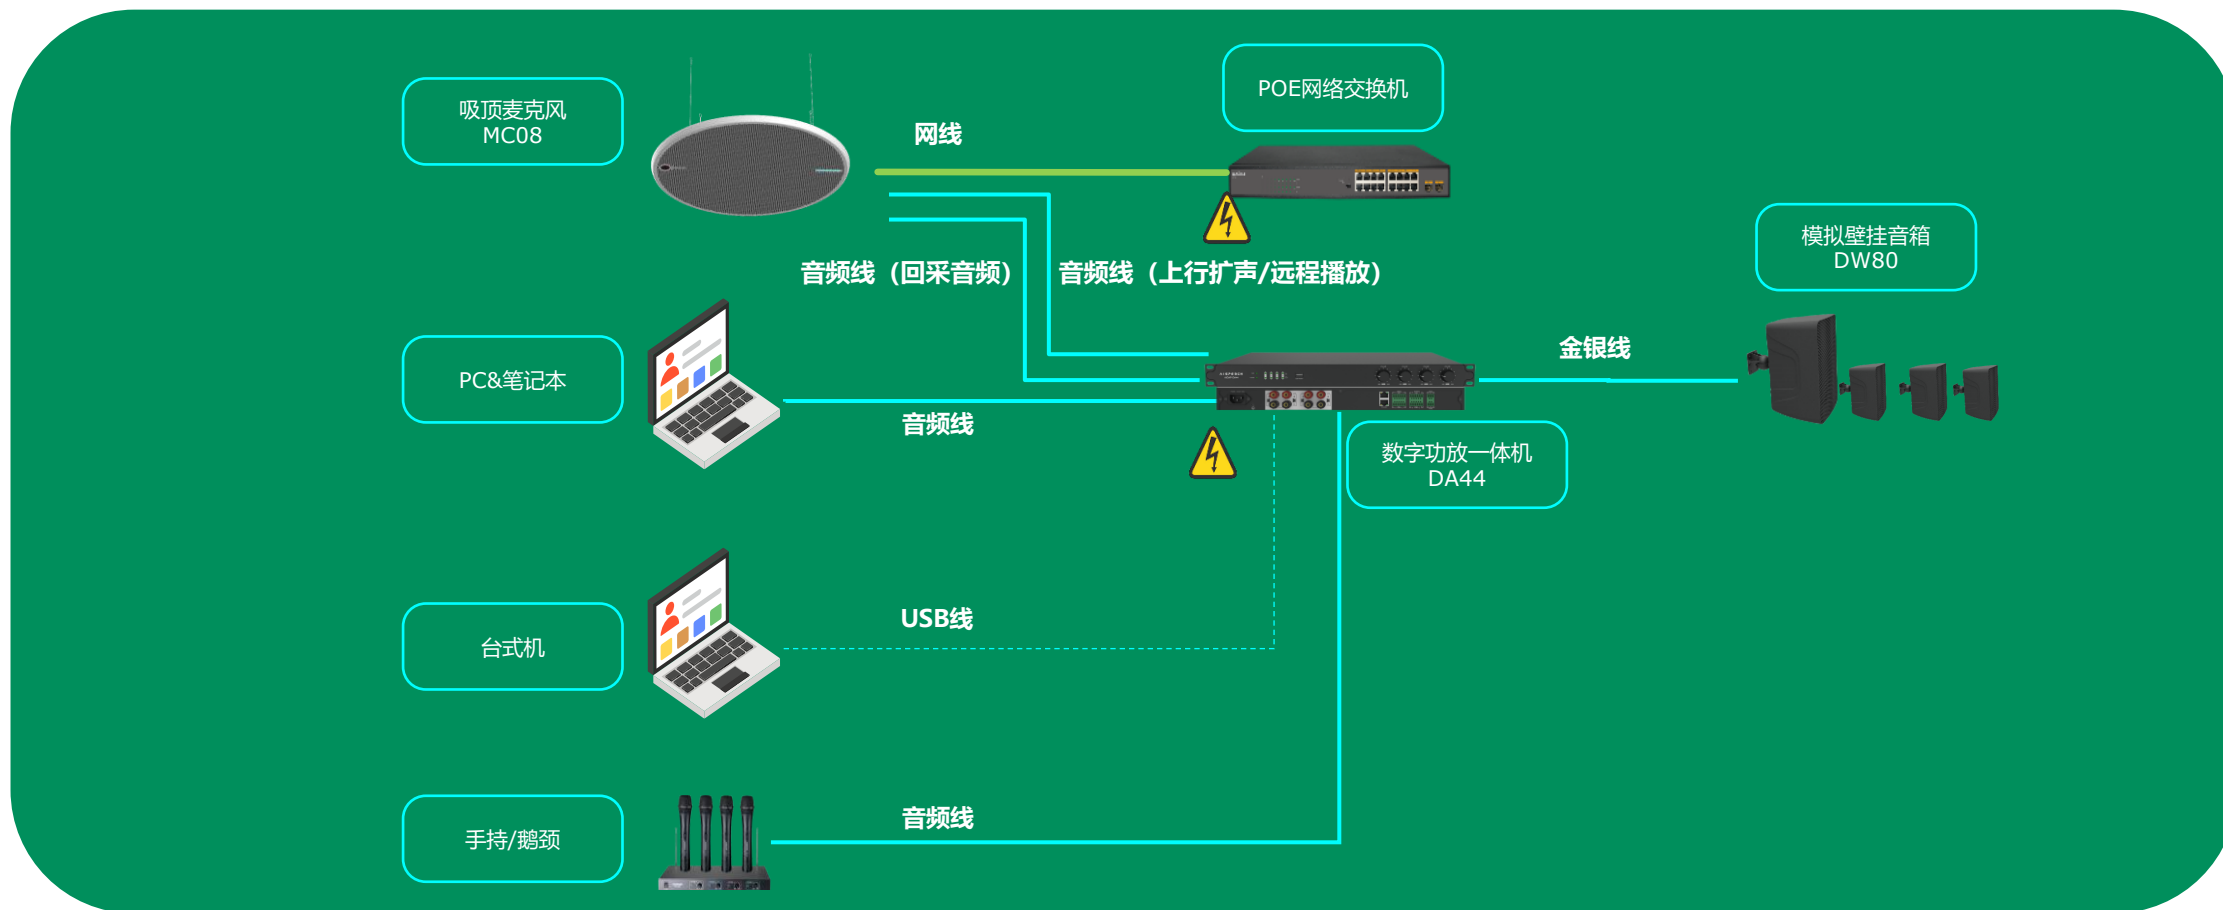 吸顶麦克风
MC08
POE网络交换机
网线
模拟壁挂音箱
DW80
音频线（回采音频）
音频线（上行扩声/远程播放）
金银线
PC&笔记本
音频线
数字功放一体机
DA44
USB线
台式机
音频线
手持/鹅颈